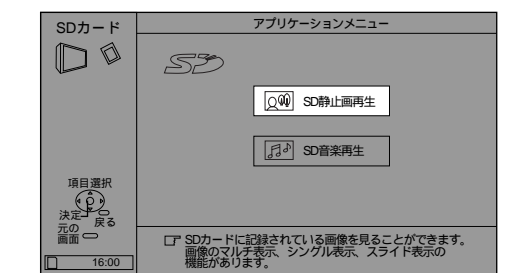 SDカード
アプリケーションメニュー
SD
SD静止画再生
SD音楽再生
項目選択
決定
戻る
元の
画面
16:00
SDカードに記録されている画像を見ることができます。
画像のマルチ表示、シングル表示、スライド表示の
機能があります。